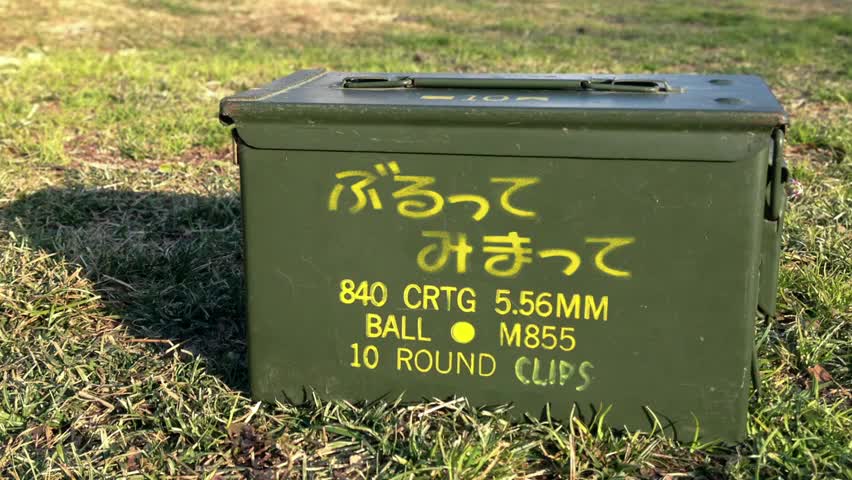 ぶるって
みまって
840 CRTG 5.56MM
BALL M855
10 ROUND CLIPS